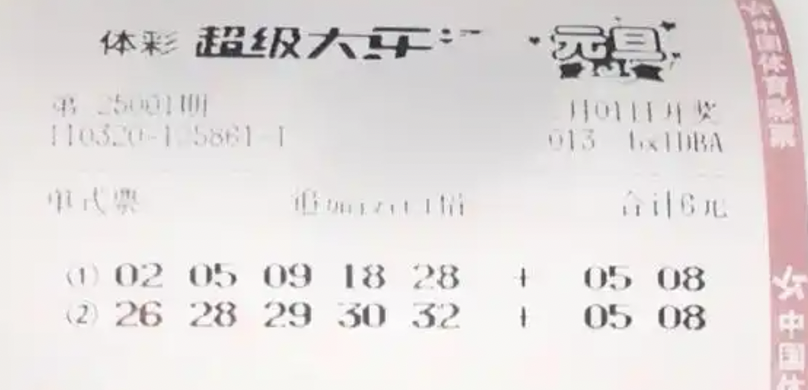 体彩 超级大乐 元旦
第 25001期
110320-1 5861-1
月01日开奖
013 bx1DBA
单式票 追加投注1倍 合计6元
(1) 02 05 09 18 28 + 05 08
(2) 26 28 29 30 32 + 05 08
中国体育彩票
中国体